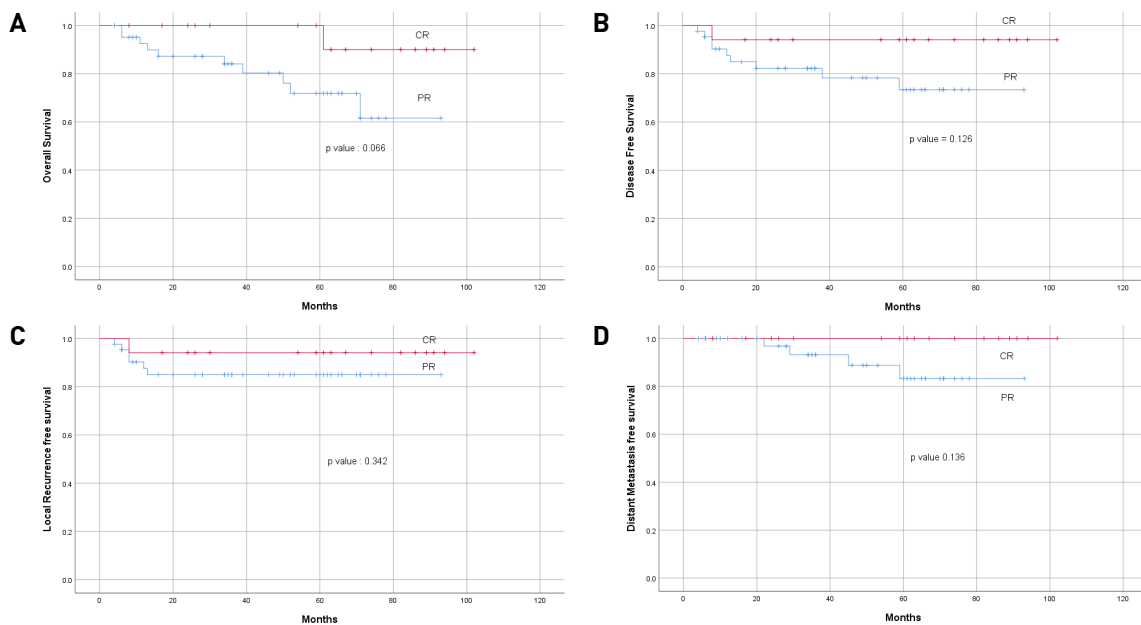 A
1.0
0.8
0.6
0.4
0.2
0.0
Overall Survival
CR
PR
p value : 0.066
0 20 40 60 80 100 120
Months
B
1.0
0.8
0.6
0.4
0.2
0.0
Disease Free Survival
CR
PR
p value = 0.126
0 20 40 60 80 100 120
Months
C
1.0
0.8
0.6
0.4
0.2
0.0
Local Recurrence free survival
CR
PR
p value : 0.342
0 20 40 60 80 100 120
Months
D
1.0
0.8
0.6
0.4
0.2
0.0
Distant Metastasis free survival
CR
PR
p value 0.136
0 20 40 60 80 100 120
Months